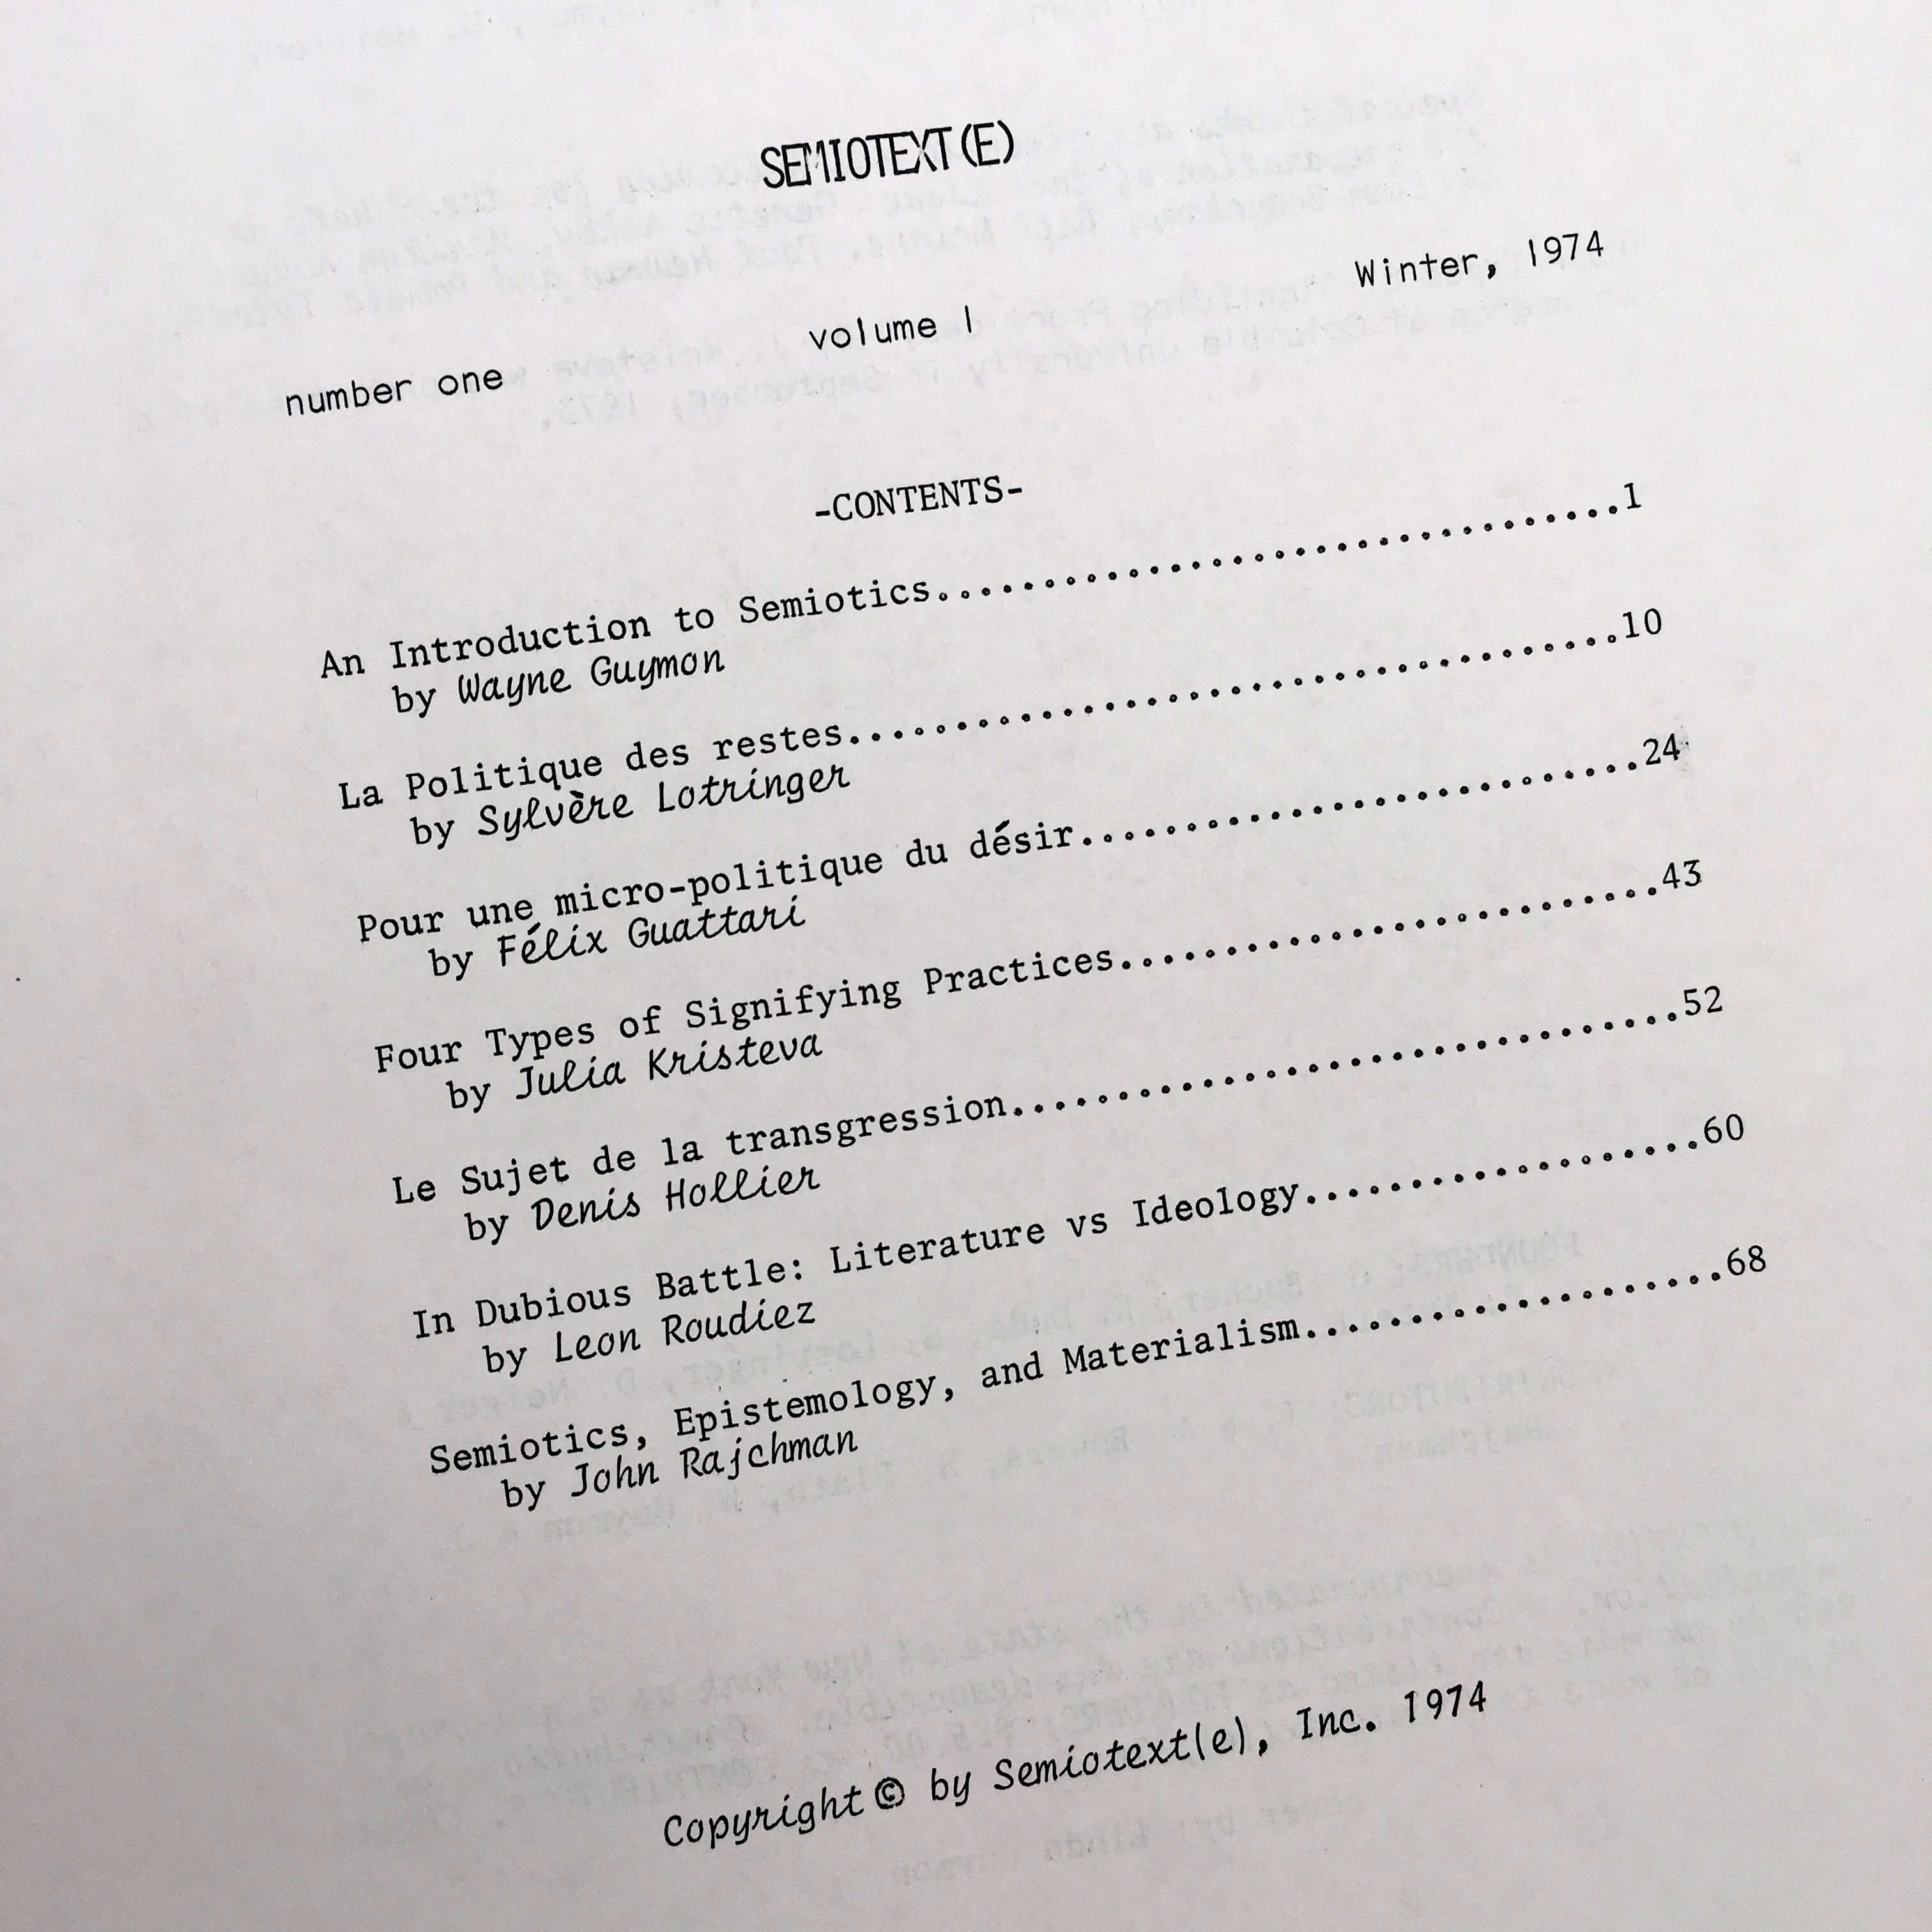 SEMIOTEXT(E)
Winter, 1974
volume I
number one
-CONTENTS-
An Introduction to Semiotics..................................1
by Wayne Guymon
La Politique des restes......................................10
by Sylvère Lotringer
Pour une micro-politique du désir...........................24
by Félix Guattari
Four Types of Signifying Practices..........................43
by Julia Kristeva
Le Sujet de la transgression................................52
by Denis Hollier
In Dubious Battle: Literature vs Ideology...................60
by Leon Roudiez
Semiotics, Epistemology, and Materialism....................68
by John Rajchman
Copyright © by Semiotext(e), Inc. 1974